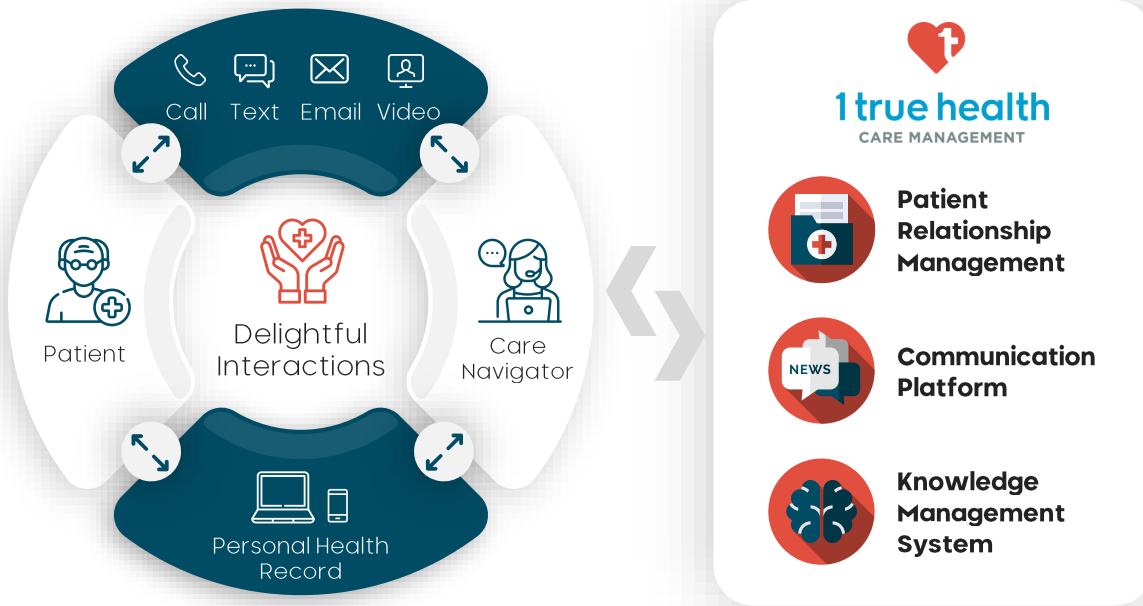 Call Text Email Video
Patient
Delightful
Interactions
Care
Navigator
Personal Health
Record
t
1 true health
CARE MANAGEMENT
Patient
Relationship
Management
NEWS
Communication
Platform
Knowledge
Management
System